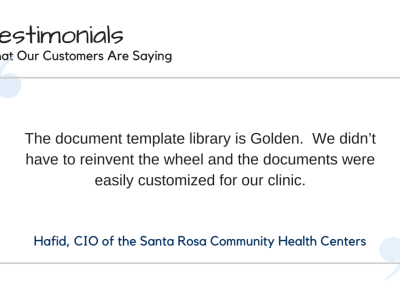 estimonials
at Our Customers Are Saying
The document template library is Golden.  We didn’t
have to reinvent the wheel and the documents were
easily customized for our clinic.
Hafid, CIO of the Santa Rosa Community Health Centers